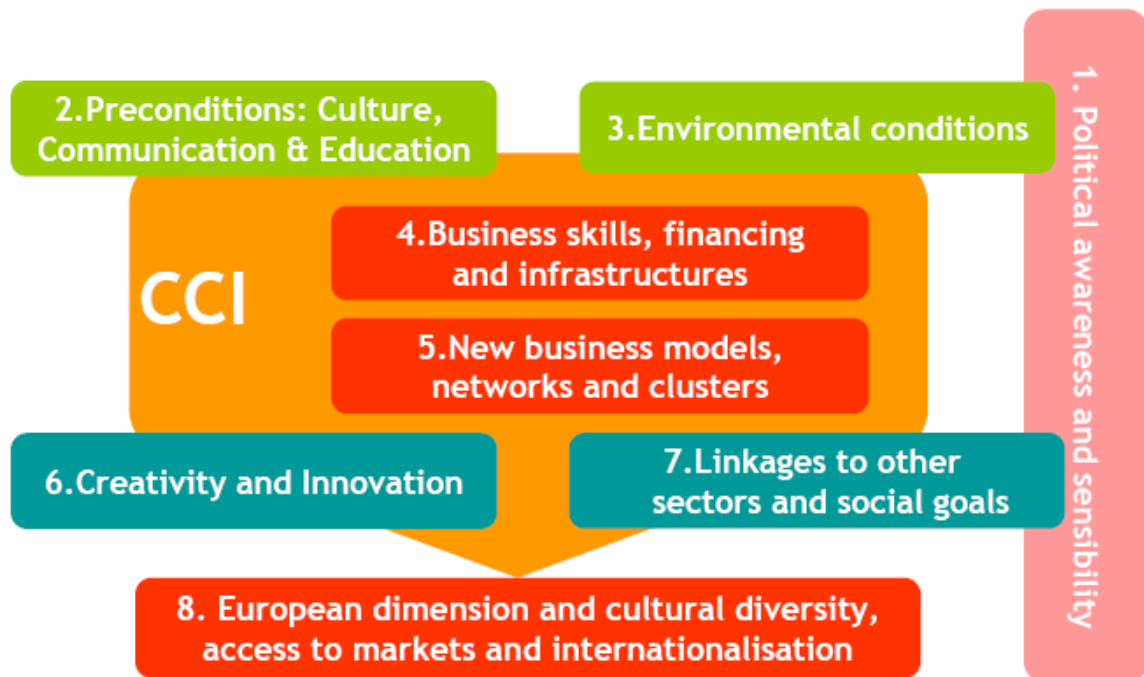 2.Preconditions: Culture,
Communication & Education
3.Environmental conditions
1. Political awareness and sensibility
CCI
4.Business skills, financing
and infrastructures
5.New business models,
networks and clusters
6.Creativity and Innovation
7.Linkages to other
sectors and social goals
8. European dimension and cultural diversity,
access to markets and internationalisation